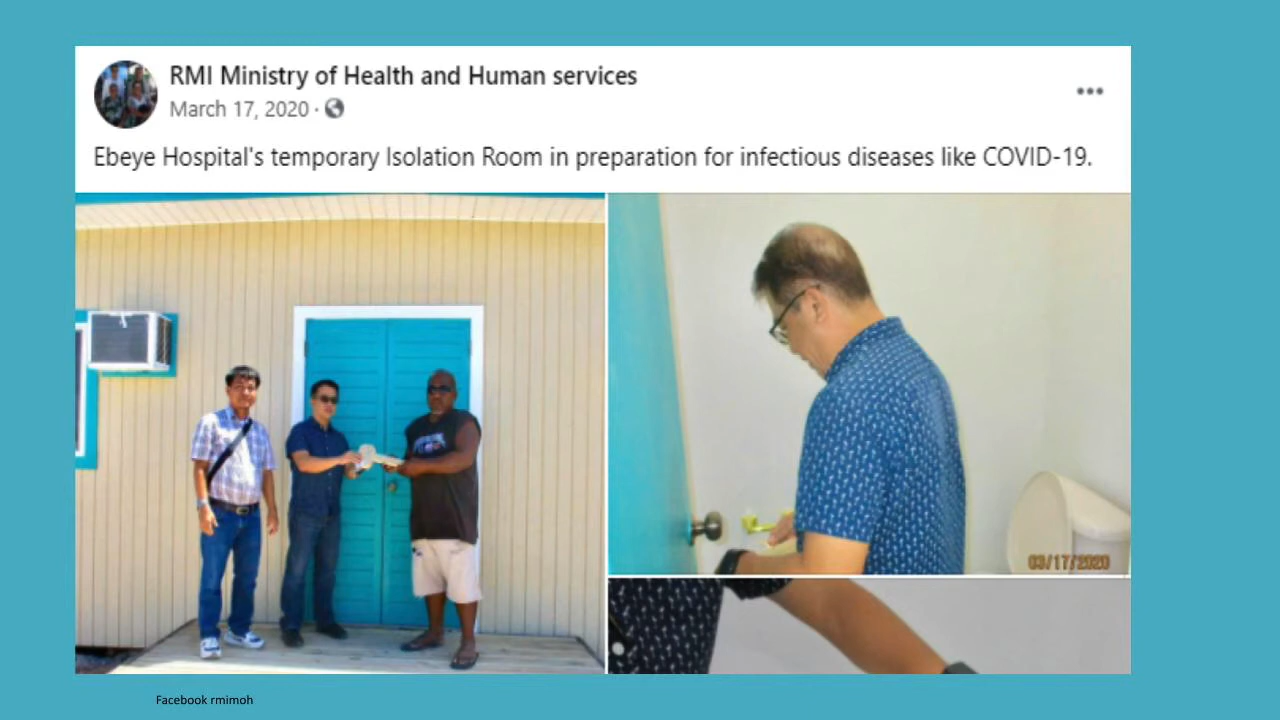 RMI Ministry of Health and Human services
March 17, 2020 ·
Ebeye Hospital's temporary Isolation Room in preparation for infectious diseases like COVID-19.
03/17/2020
Facebook rmimoh